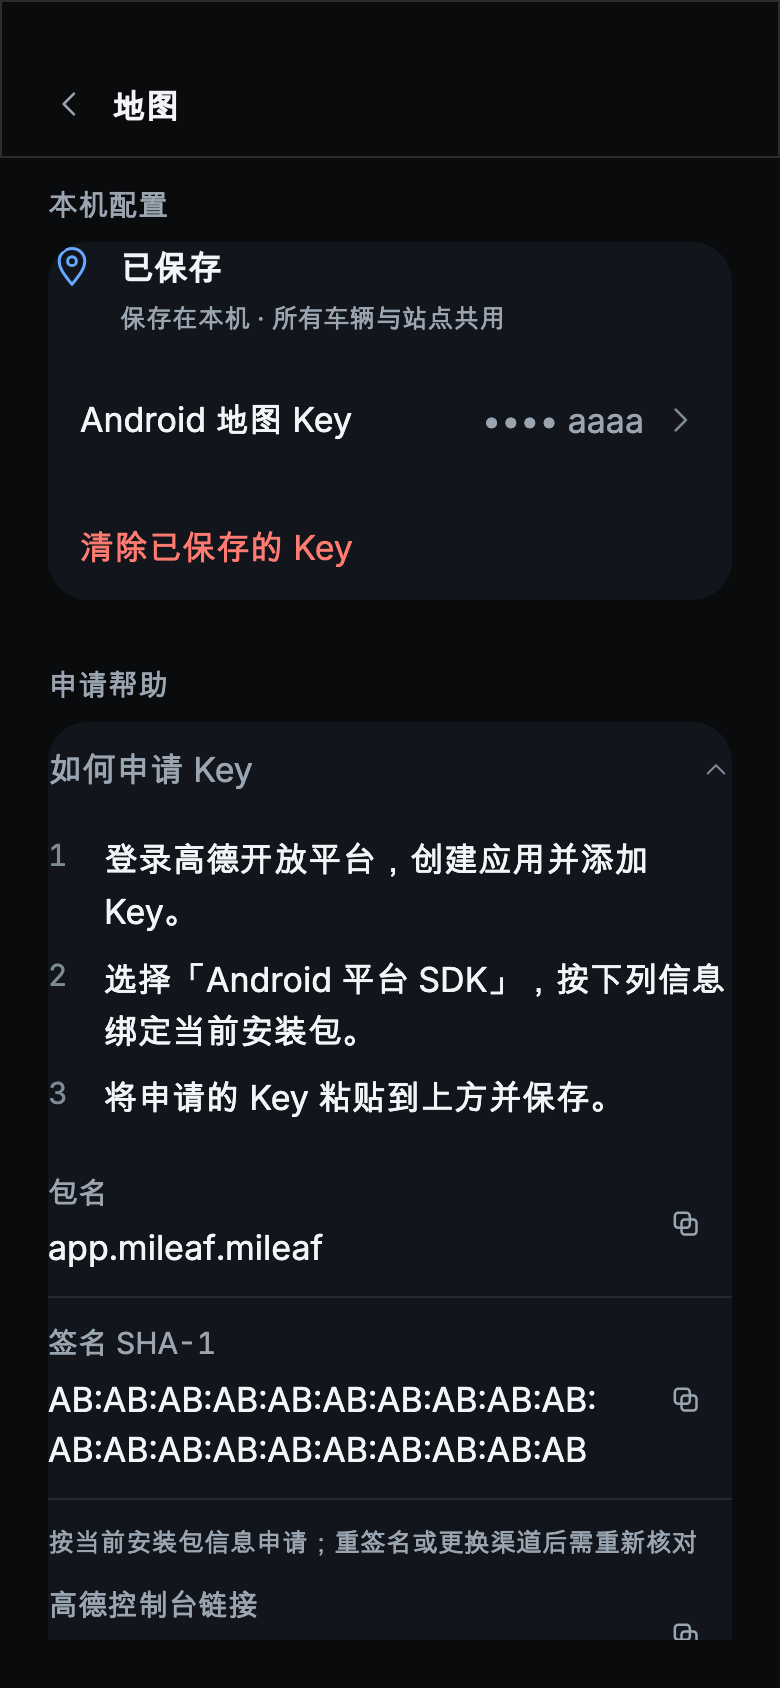 地图
本机配置
已保存
保存在本机 · 所有车辆与站点共用
Android 地图 Key
•••• aaaa
清除已保存的 Key
申请帮助
如何申请 Key
1 登录高德开放平台，创建应用并添加
Key。
2 选择「Android 平台 SDK」，按下列信息
绑定当前安装包。
3 将申请的 Key 粘贴到上方并保存。
包名
app.mileaf.mileaf
签名 SHA-1
AB:AB:AB:AB:AB:AB:AB:AB:AB:AB:
AB:AB:AB:AB:AB:AB:AB:AB:AB:AB
按当前安装包信息申请；重签名或更换渠道后需重新核对
高德控制台链接